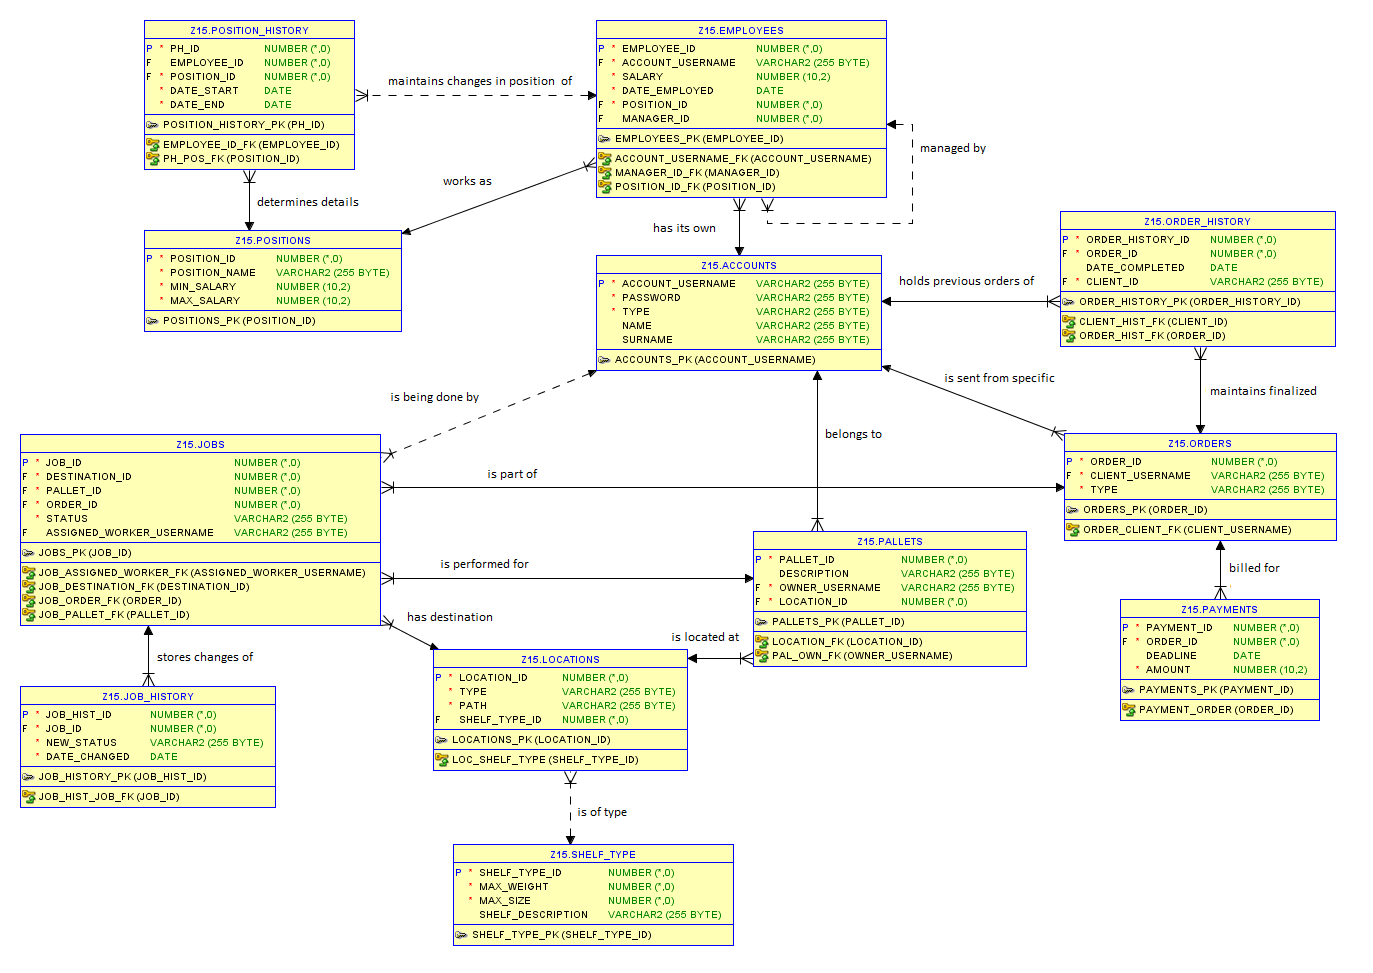 Z15.POSITION_HISTORY
P * PH_ID NUMBER (*,0)
F EMPLOYEE_ID NUMBER (*,0)
F * POSITION_ID NUMBER (*,0)
* DATE_START DATE
* DATE_END DATE
POSITION_HISTORY_PK (PH_ID)
EMPLOYEE_ID_FK (EMPLOYEE_ID)
PH_POS_FK (POSITION_ID)
maintains changes in position of
Z15.EMPLOYEES
P * EMPLOYEE_ID NUMBER (*,0)
F * ACCOUNT_USERNAME VARCHAR2 (255 BYTE)
* SALARY NUMBER (10,2)
* DATE_EMPLOYED DATE
F * POSITION_ID NUMBER (*,0)
F MANAGER_ID NUMBER (*,0)
EMPLOYEES_PK (EMPLOYEE_ID)
ACCOUNT_USERNAME_FK (ACCOUNT_USERNAME)
MANAGER_ID_FK (MANAGER_ID)
POSITION_ID_FK (POSITION_ID)
managed by
works as
determines details
has its own
Z15.POSITIONS
P * POSITION_ID NUMBER (*,0)
* POSITION_NAME VARCHAR2 (255 BYTE)
* MIN_SALARY NUMBER (10,2)
* MAX_SALARY NUMBER (10,2)
POSITIONS_PK (POSITION_ID)
Z15.ACCOUNTS
P * ACCOUNT_USERNAME VARCHAR2 (255 BYTE)
* PASSWORD VARCHAR2 (255 BYTE)
* TYPE VARCHAR2 (255 BYTE)
NAME VARCHAR2 (255 BYTE)
SURNAME VARCHAR2 (255 BYTE)
ACCOUNTS_PK (ACCOUNT_USERNAME)
holds previous orders of
Z15.ORDER_HISTORY
P * ORDER_HISTORY_ID NUMBER (*,0)
F * ORDER_ID NUMBER (*,0)
DATE_COMPLETED DATE
F * CLIENT_ID VARCHAR2 (255 BYTE)
ORDER_HISTORY_PK (ORDER_HISTORY_ID)
CLIENT_HIST_FK (CLIENT_ID)
ORDER_HIST_FK (ORDER_ID)
is sent from specific
maintains finalized
is being done by
belongs to
is part of
Z15.JOBS
P * JOB_ID NUMBER (*,0)
F * DESTINATION_ID NUMBER (*,0)
F * PALLET_ID NUMBER (*,0)
F * ORDER_ID NUMBER (*,0)
* STATUS VARCHAR2 (255 BYTE)
F ASSIGNED_WORKER_USERNAME VARCHAR2 (255 BYTE)
JOBS_PK (JOB_ID)
JOB_ASSIGNED_WORKER_FK (ASSIGNED_WORKER_USERNAME)
JOB_DESTINATION_FK (DESTINATION_ID)
JOB_ORDER_FK (ORDER_ID)
JOB_PALLET_FK (PALLET_ID)
Z15.ORDERS
P * ORDER_ID NUMBER (*,0)
F * CLIENT_USERNAME VARCHAR2 (255 BYTE)
* TYPE VARCHAR2 (255 BYTE)
ORDERS_PK (ORDER_ID)
ORDER_CLIENT_FK (CLIENT_USERNAME)
is performed for
has destination
is located at
billed for
Z15.PALLETS
P * PALLET_ID NUMBER (*,0)
DESCRIPTION VARCHAR2 (255 BYTE)
F * OWNER_USERNAME VARCHAR2 (255 BYTE)
F * LOCATION_ID NUMBER (*,0)
PALLETS_PK (PALLET_ID)
LOCATION_FK (LOCATION_ID)
PAL_OWN_FK (OWNER_USERNAME)
Z15.PAYMENTS
P * PAYMENT_ID NUMBER (*,0)
F * ORDER_ID NUMBER (*,0)
DEADLINE DATE
* AMOUNT NUMBER (10,2)
PAYMENTS_PK (PAYMENT_ID)
PAYMENT_ORDER (ORDER_ID)
stores changes of
Z15.JOB_HISTORY
P * JOB_HIST_ID NUMBER (*,0)
F * JOB_ID NUMBER (*,0)
* NEW_STATUS VARCHAR2 (255 BYTE)
* DATE_CHANGED DATE
JOB_HISTORY_PK (JOB_HIST_ID)
JOB_HIST_JOB_FK (JOB_ID)
Z15.LOCATIONS
P * LOCATION_ID NUMBER (*,0)
* TYPE VARCHAR2 (255 BYTE)
* PATH VARCHAR2 (255 BYTE)
F SHELF_TYPE_ID NUMBER (*,0)
LOCATIONS_PK (LOCATION_ID)
LOC_SHELF_TYPE (SHELF_TYPE_ID)
is of type
Z15.SHELF_TYPE
P * SHELF_TYPE_ID NUMBER (*,0)
* MAX_WEIGHT NUMBER (*,0)
* MAX_SIZE NUMBER (*,0)
SHELF_DESCRIPTION VARCHAR2 (255 BYTE)
SHELF_TYPE_PK (SHELF_TYPE_ID)